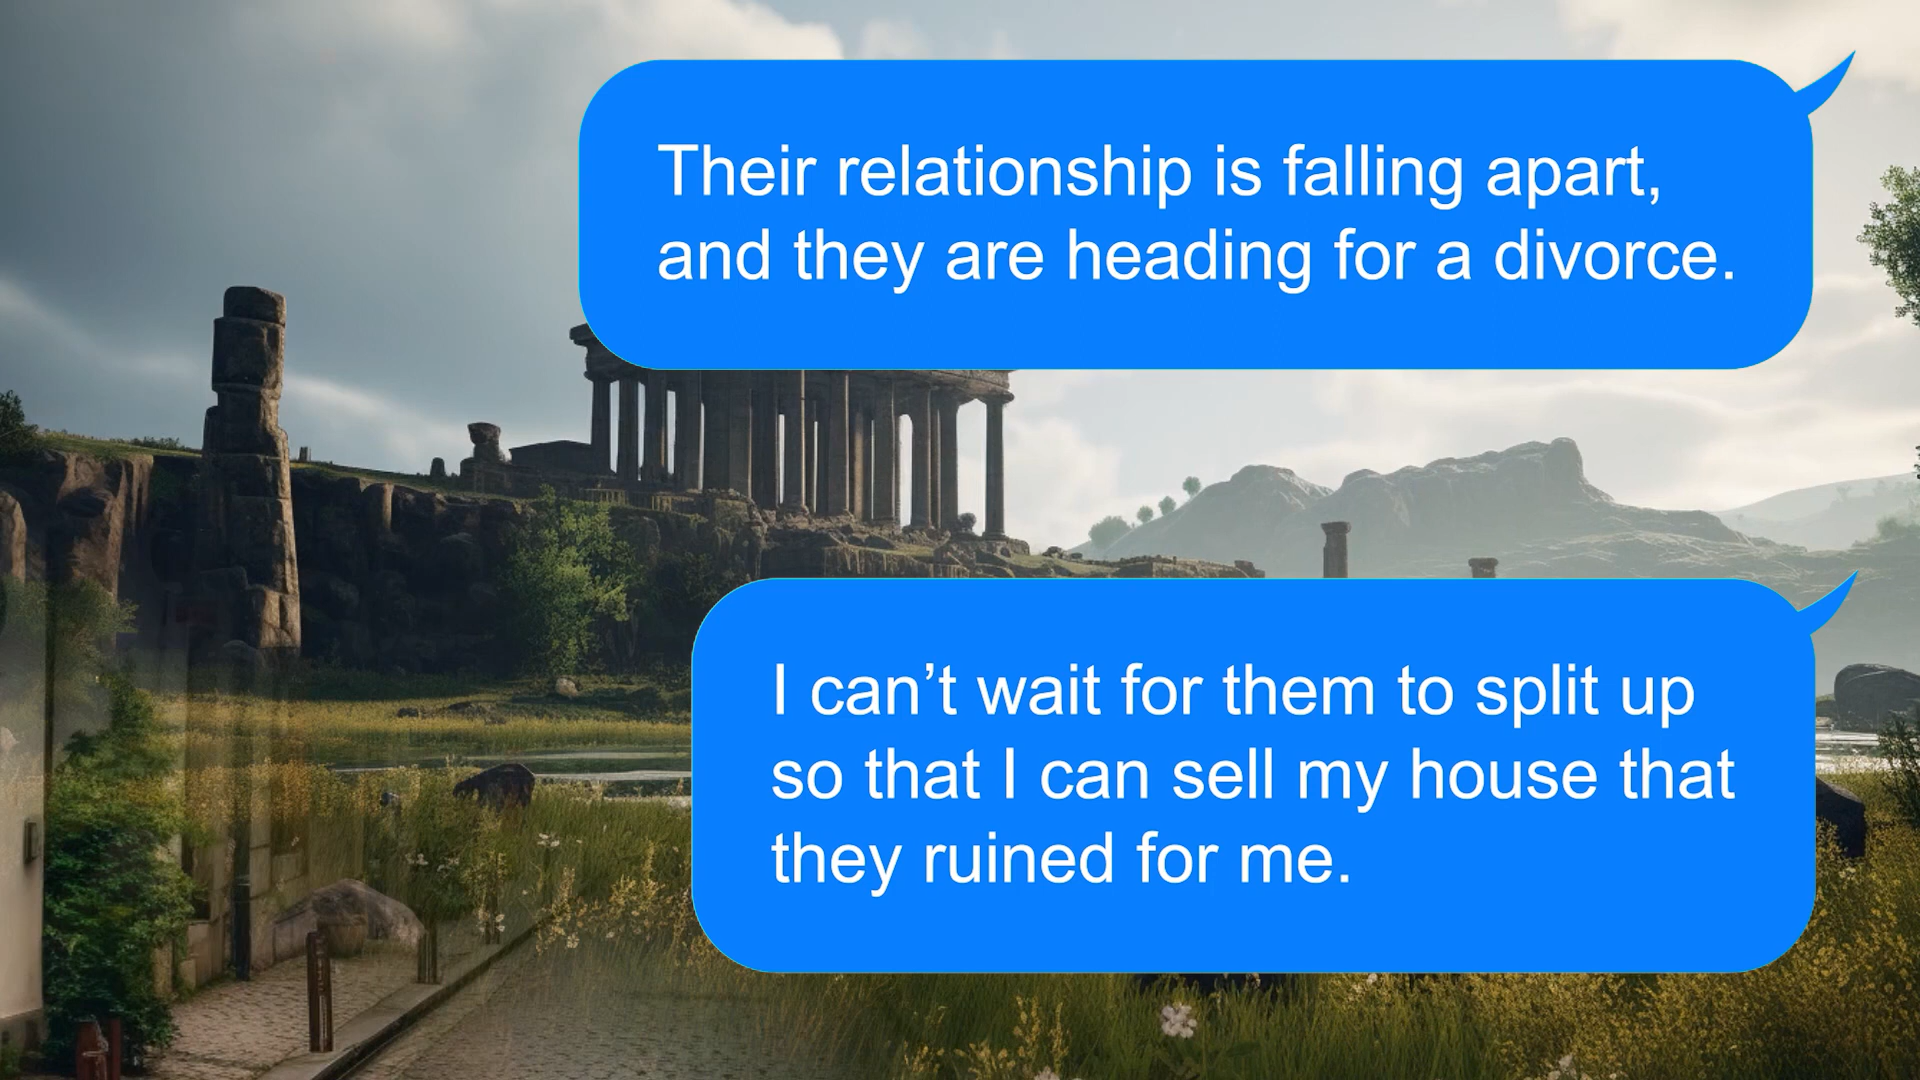 Their relationship is falling apart,
and they are heading for a divorce.
I can’t wait for them to split up
so that I can sell my house that
they ruined for me.